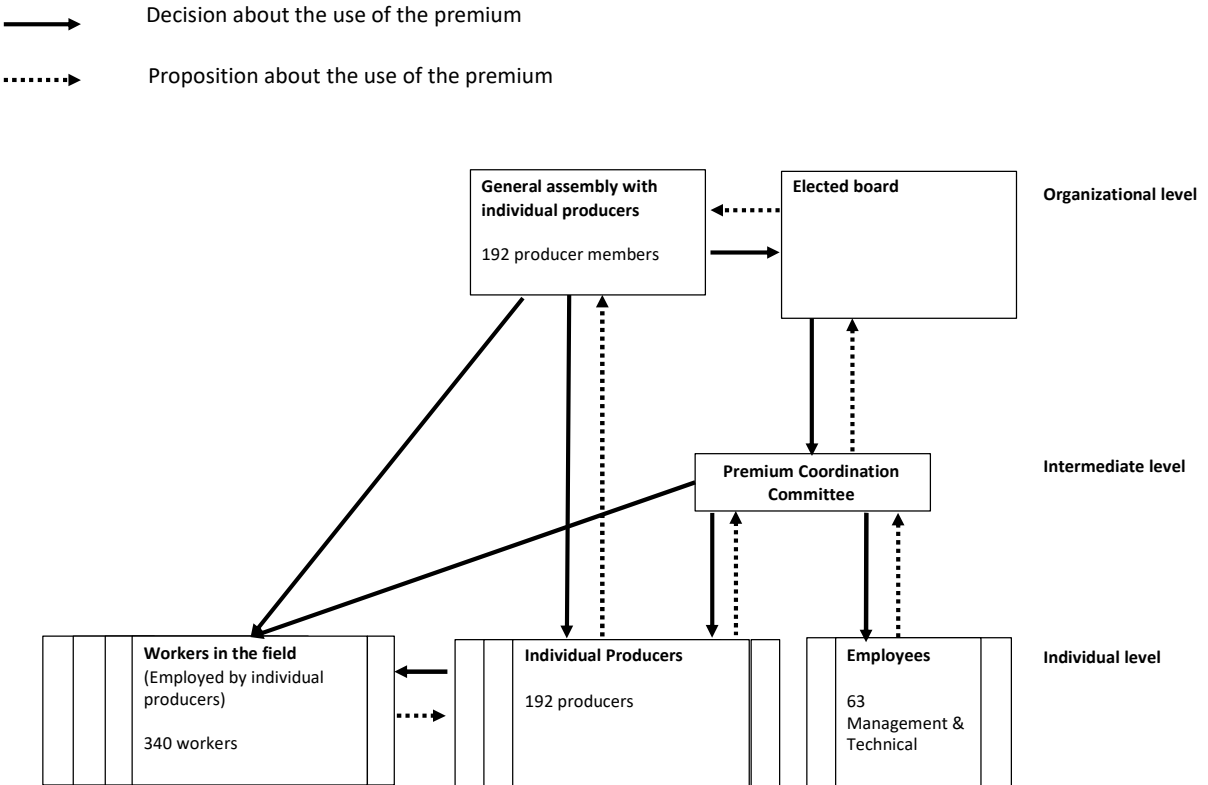 Decision about the use of the premium
Proposition about the use of the premium
General assembly with
individual producers
192 producer members
Elected board
Organizational level
Premium Coordination
Committee
Intermediate level
Workers in the field
(Employed by individual
producers)
340 workers
Individual Producers
192 producers
Employees
63
Management &
Technical
Individual level